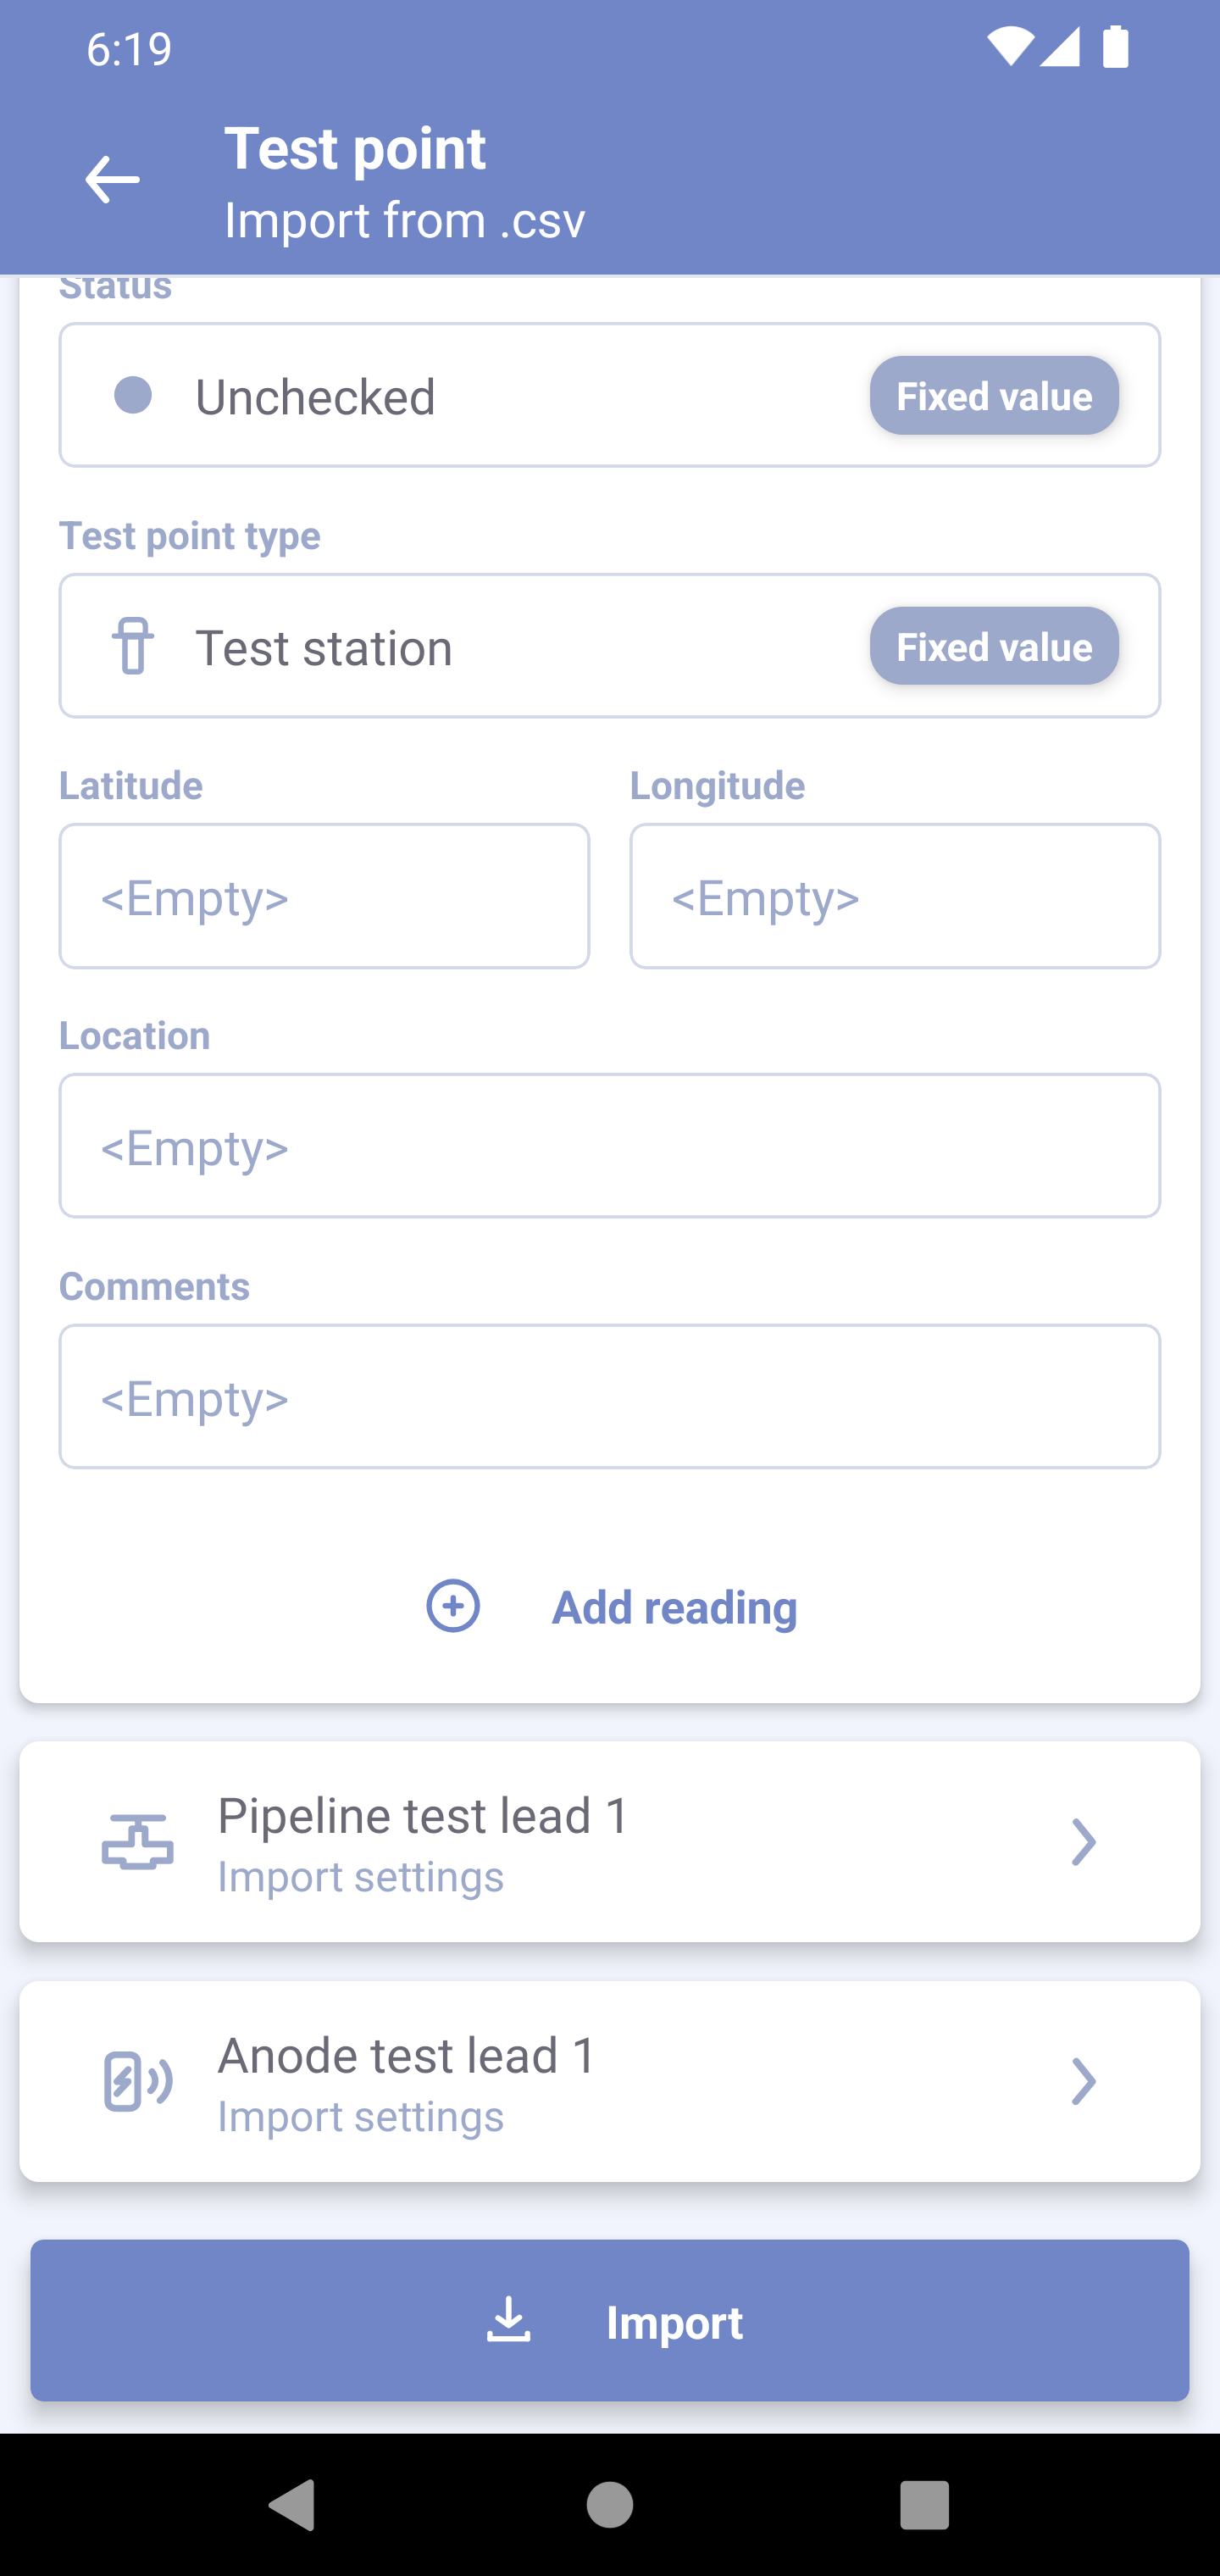 6:19
Test point
Import from .csv
Status
Unchecked
Fixed value
Test point type
Test station
Fixed value
Latitude
Longitude
<Empty>
<Empty>
Location
<Empty>
Comments
<Empty>
Add reading
Pipeline test lead 1
Import settings
Anode test lead 1
Import settings
Import